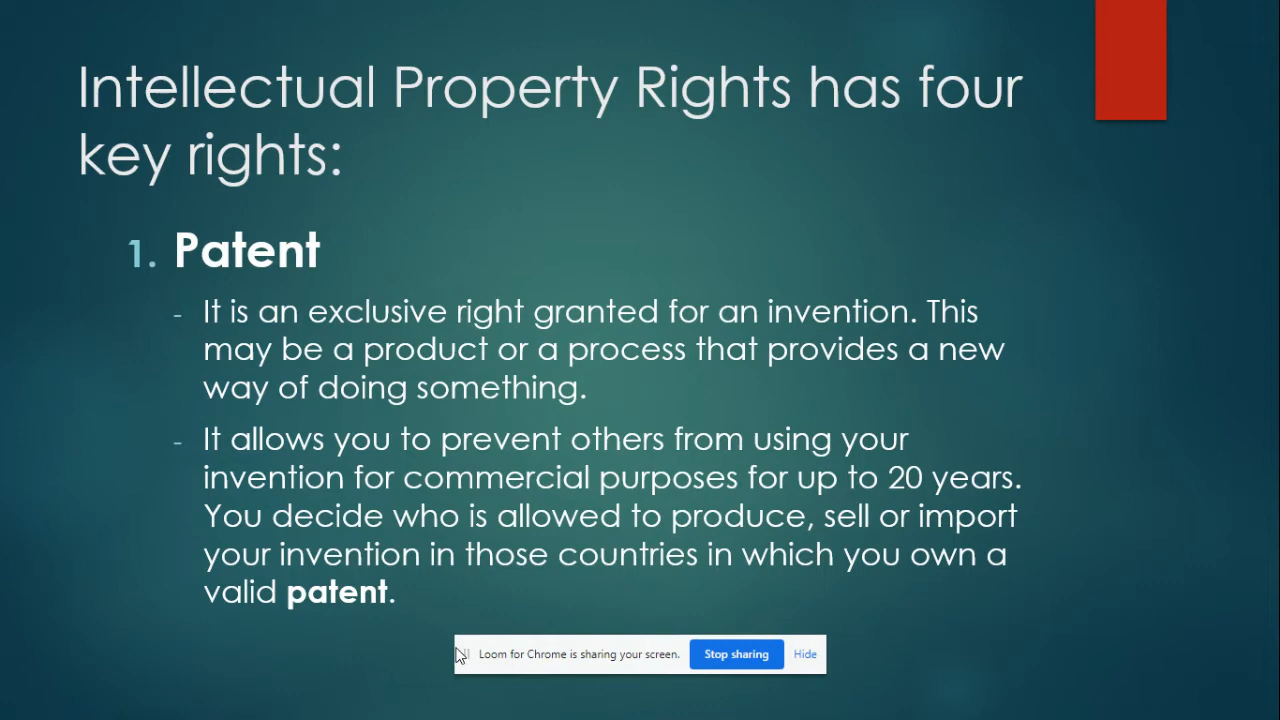 Intellectual Property Rights has four
key rights:
1. Patent
- It is an exclusive right granted for an invention. This
may be a product or a process that provides a new
way of doing something.
- It allows you to prevent others from using your
invention for commercial purposes for up to 20 years.
You decide who is allowed to produce, sell or import
your invention in those countries in which you own a
valid patent.
Loom for Chrome is sharing your screen. Stop sharing Hide